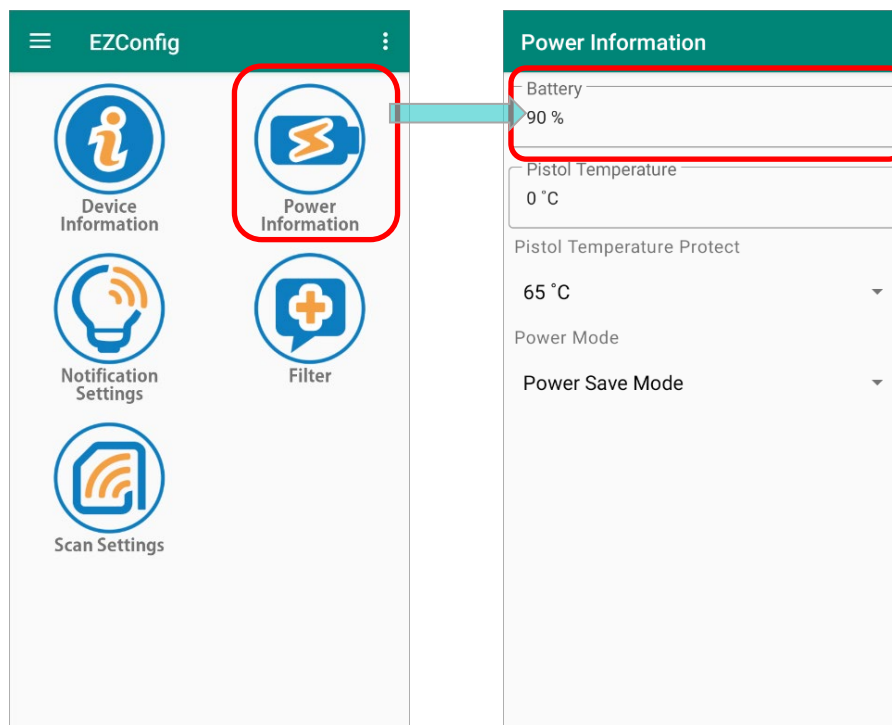 EZConfig
Device
Information
Power
Information
Notification
Settings
Filter
Scan Settings
Power Information
Battery
90 %
Pistol Temperature
0 ˚C
Pistol Temperature Protect
65 ˚C
Power Mode
Power Save Mode